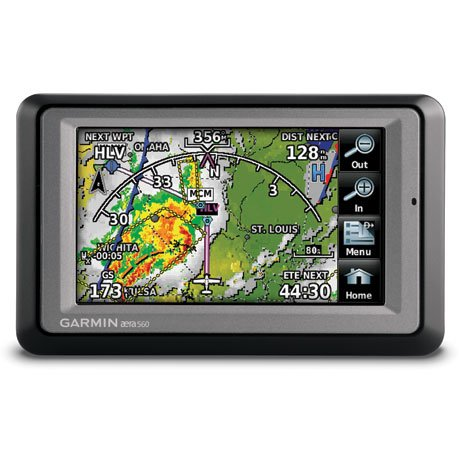 NEXT WPT
OMAHA
356°M
DIST NEXT
HLV
128
N
H
Out
33
3
MCM
HLV
30
In
ST. LOUIS
WICHITA
-00:05
80
Menu
GS
ETE NEXT
173
TULSA
44:30
Home
GARMIN aera 560